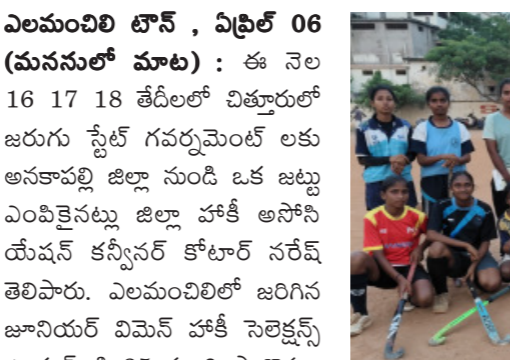 ఎలమంచిలి టౌన్ , ఏప్రిల్ 06
(మననులో మాట) : ఈ నెల
16 17 18 తేదీలలో చిత్తూరులో
జరుగు స్టేట్ గవర్నమెంట్ లకు
అనకాపల్లి జిల్లా నుండి ఒక జట్టు
ఎంపికైనట్లు జిల్లా హాకీ అసోసి
యేషన్ కన్వీనర్ కోటార్ నరేష్
తెలిపారు. ఎలమంచిలిలో జరిగిన
జూనియర్ విమెన్ హాకీ సెలెక్షన్స్